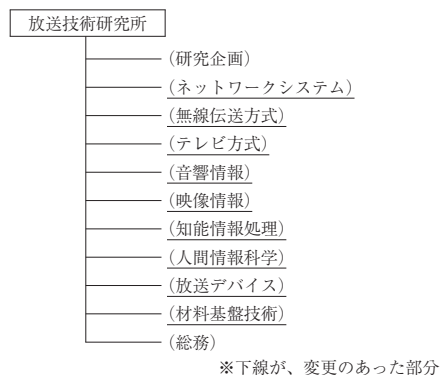 放送技術研究所
(研究企画)
(ネットワークシステム)
(無線伝送方式)
(テレビ方式)
(音響情報)
(映像情報)
(知能情報処理)
(人間情報科学)
(放送デバイス)
(材料基盤技術)
(総務)
※下線が、変更のあった部分